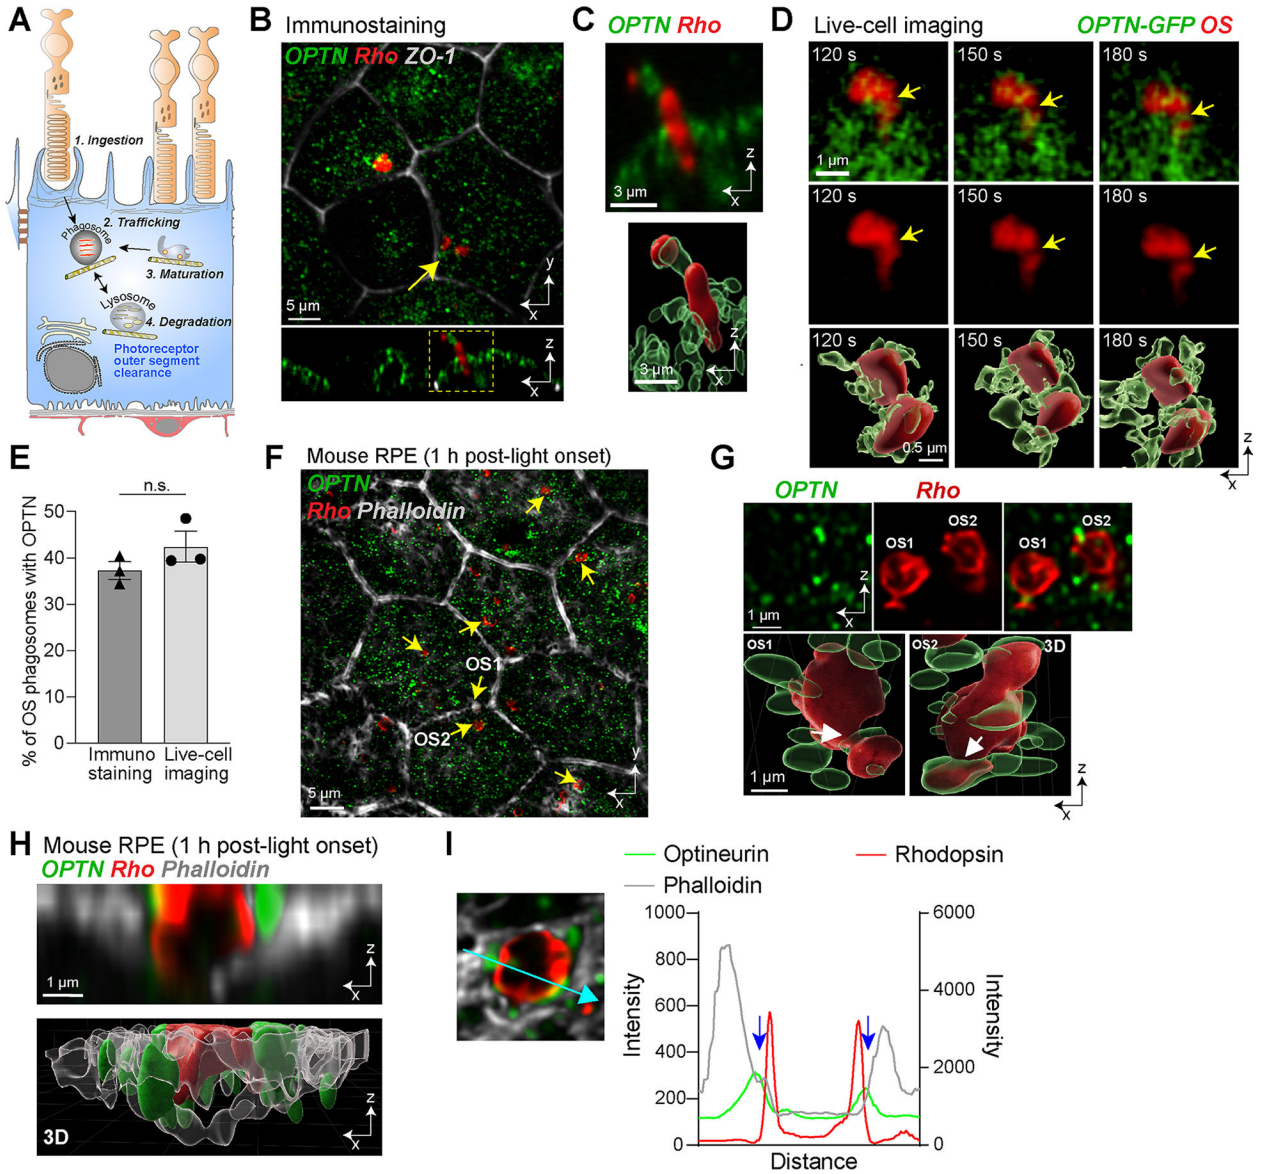 A
1. Ingestion
2. Trafficking
Phagosome
3. Maturation
Lysosome
4. Degradation
Photoreceptor
outer segment
clearance
B Immunostaining
OPTN Rho ZO-1
5 µm
y
x
z
x
C OPTN Rho
3 µm
z
x
3 µm
z
x
D Live-cell imaging OPTN-GFP OS
120 s 150 s 180 s
1 µm
120 s 150 s 180 s
120 s 150 s 180 s
0.5 µm
z
x
E
n.s.
% of OS phagosomes with OPTN
50
40
30
20
10
0
Immuno
staining
Live-cell
imaging
F Mouse RPE (1 h post-light onset)
OPTN
Rho Phalloidin
OS1
OS2
5 µm
y
x
G
OPTN Rho
OS1 OS2
OS1 OS2
1 µm
z
x
OS1 OS2 3D
1 µm
z
x
H Mouse RPE (1 h post-light onset)
OPTN Rho Phalloidin
1 µm
z
x
3D
z
x
I
Optineurin Rhodopsin
Phalloidin
Intensity
1000
800
600
400
200
0
6000
4000
2000
0
Intensity
Distance